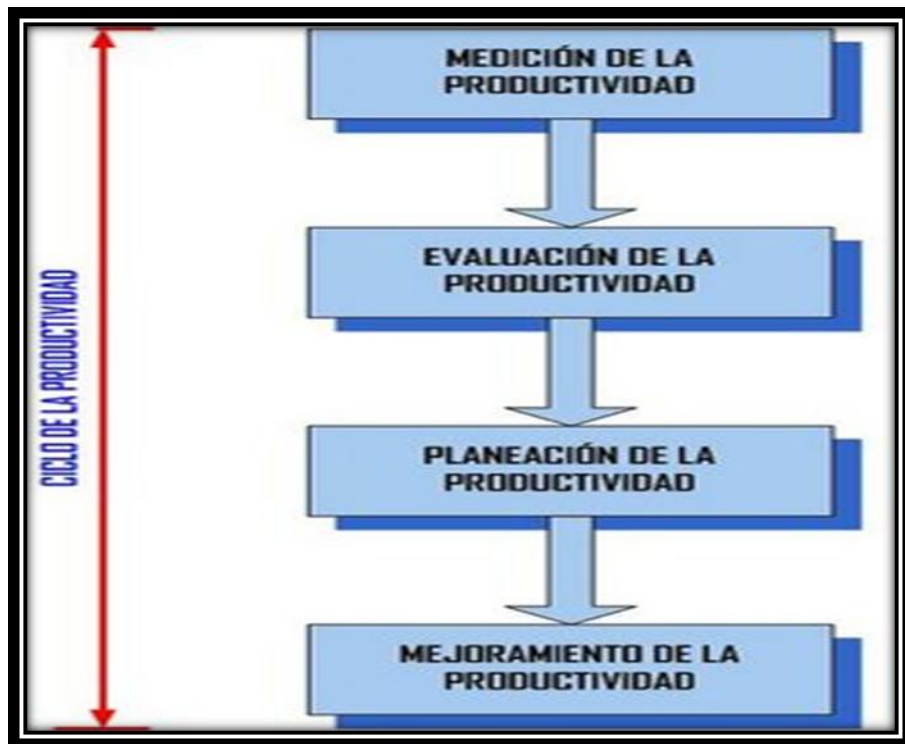 MEDICIÓN DE LA
PRODUCTIVIDAD
EVALUACIÓN DE LA
PRODUCTIVIDAD
PLANEACIÓN DE LA
PRODUCTIVIDAD
MEJORAMIENTO DE LA
PRODUCTIVIDAD
CICLO DE LA PRODUCTIVIDAD